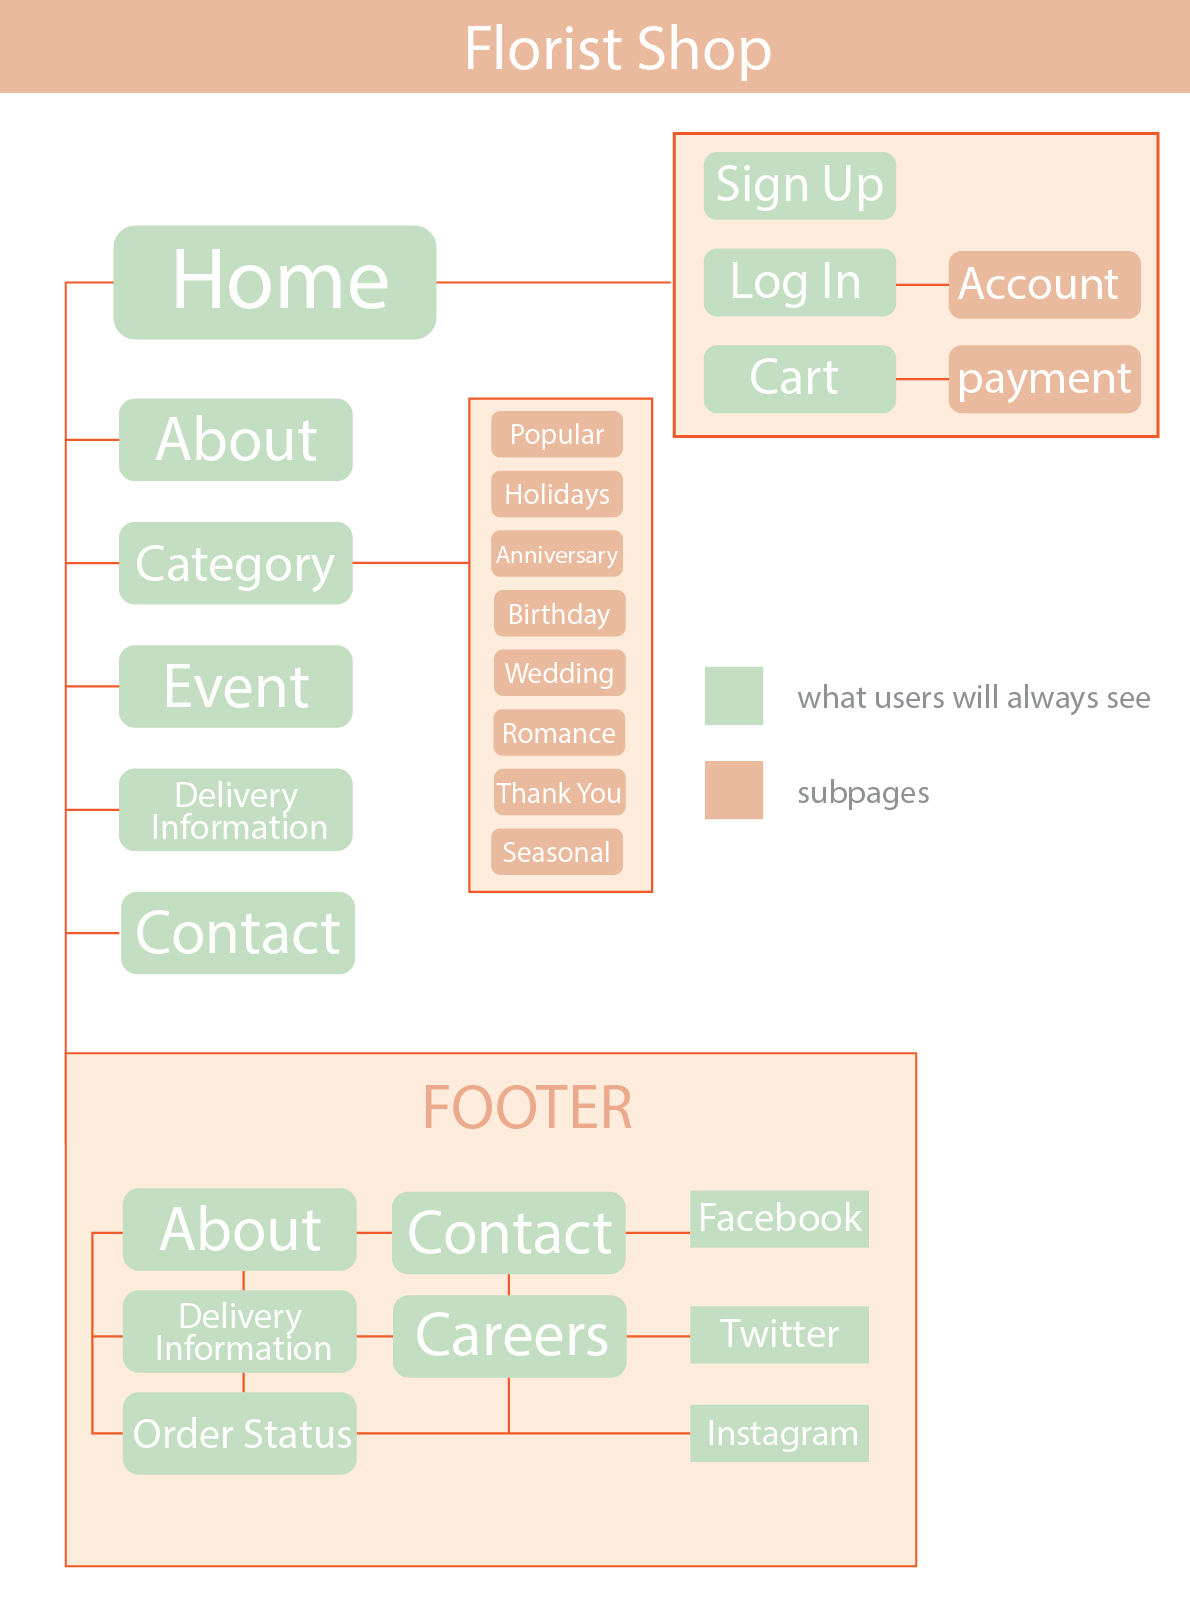 Florist Shop
Sign Up
Home
Log In
Account
Cart
payment
About
Category
Event
Delivery
Information
Contact
Popular
Holidays
Anniversary
Birthday
Wedding
Romance
Thank You
Seasonal
what users will always see
subpages
FOOTER
About
Contact
Facebook
Delivery
Information
Careers
Twitter
Order Status
Instagram